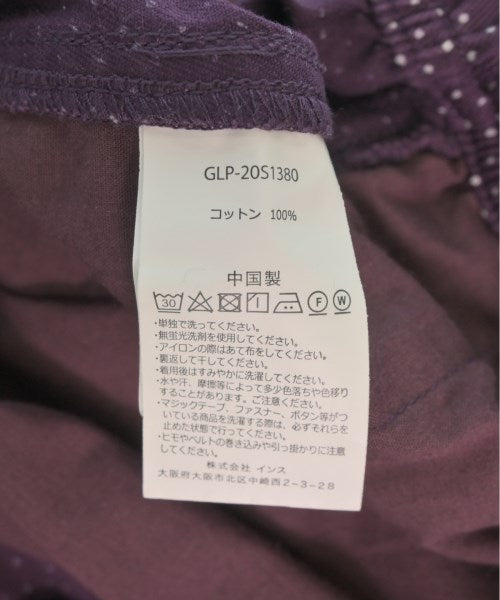 GLP-20S1380
コットン 100%
中国製
30 F W
・単独で洗ってください。
・無蛍光洗剤を使用してください。
・アイロンの際はあて布をしてください。
・裏返して干してください。
・着用後はすみやかに洗濯してください。
・水や汗、摩擦等によって多少色落ちや色移り
することがあります。ご注意ください。
・マジックテープ、ファスナー、ボタン等がつ
いている商品を洗濯する際は、必ずそれらを
止めた状態で行ってください。
・ヒモやベルトの巻き込みや引っ掛かりに注意
してください。
株式会社 インス
大阪府大阪市北区中崎西2-3-28